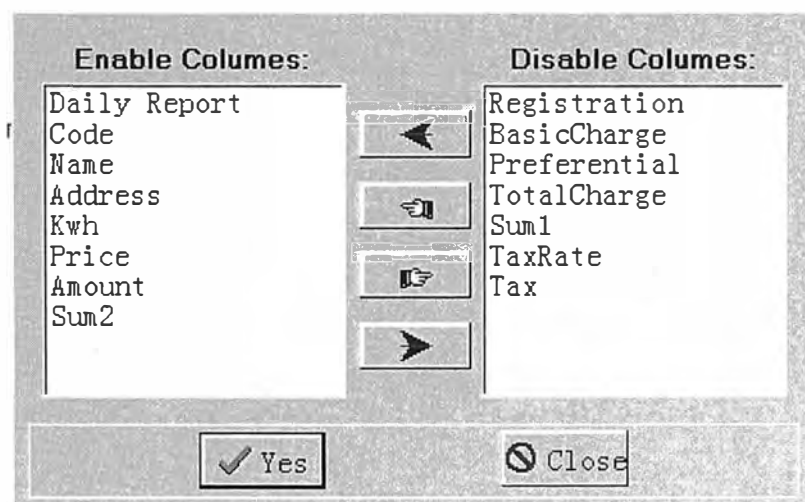 Enable Columes:
Disable Columes:
Daily Report
Code
Name
Address
Kwh
Price
Amount
Sum2
Registration
BasicCharge
Preferential
TotalCharge
Sum1
TaxRate
Tax
Yes
Close